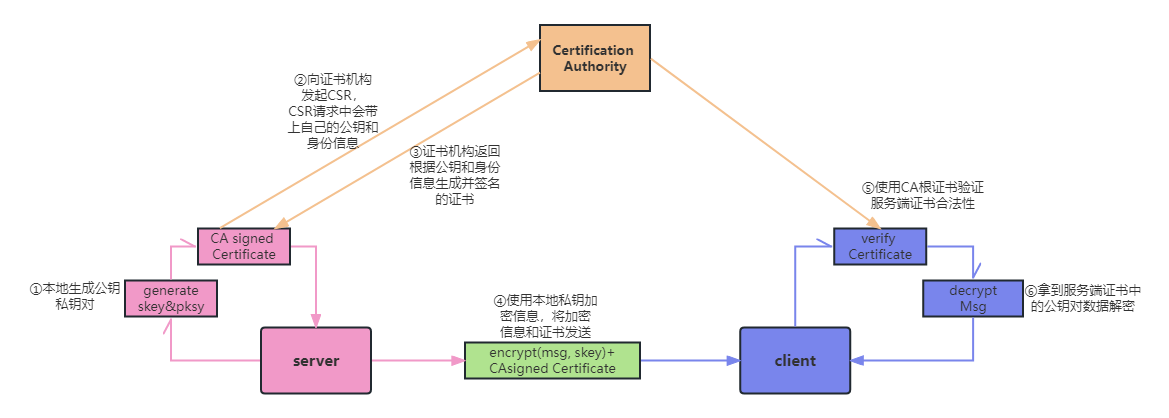 Certification
Authority
②向证书机构
发起CSR，
CSR请求中会带
上自己的公钥和
身份信息
③证书机构返回
根据公钥和身份
信息生成并签名
的证书
⑤使用CA根证书验证
服务端证书合法性
CA signed
Certificate
verify
Certificate
①本地生成公钥
私钥对
generate
skey&pksy
④使用本地私钥加
密信息，将加密
信息和证书发送
decrypt
Msg
⑥拿到服务端证书中
的公钥对数据解密
server
encrypt(msg, skey)+
CAsigned Certificate
client